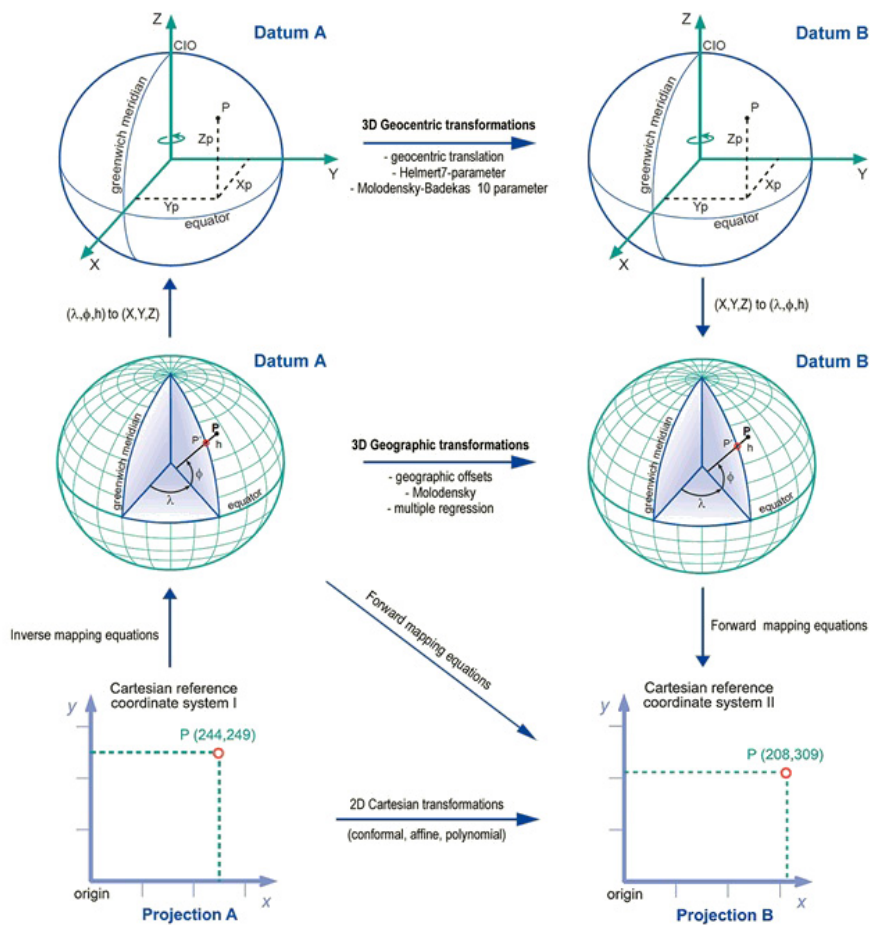 Z
Datum A
CIO
greenwich meridian
P
Zp
Xp
Yp
Y
equator
X
3D Geocentric transformations
- geocentric translation
- Helmert7-parameter
- Molodensky-Badekas 10 parameter
Z
Datum B
CIO
greenwich meridian
P
Zp
Xp
Yp
Y
equator
X
(λ,ϕ,h) to (X,Y,Z)
(X,Y,Z) to (λ,ϕ,h)
Datum A
greenwich meridian
P
P'
h
ϕ
λ
equator
3D Geographic transformations
- geographic offsets
- Molodensky
- multiple regression
Datum B
greenwich meridian
P
P'
h
ϕ
λ
equator
Inverse mapping equations
Forward mapping equations
Forward mapping equations
Cartesian reference
coordinate system I
y
P (244,249)
origin
x
Projection A
2D Cartesian transformations
(conformal, affine, polynomial)
Cartesian reference
coordinate system II
y
P (208,309)
origin
x
Projection B